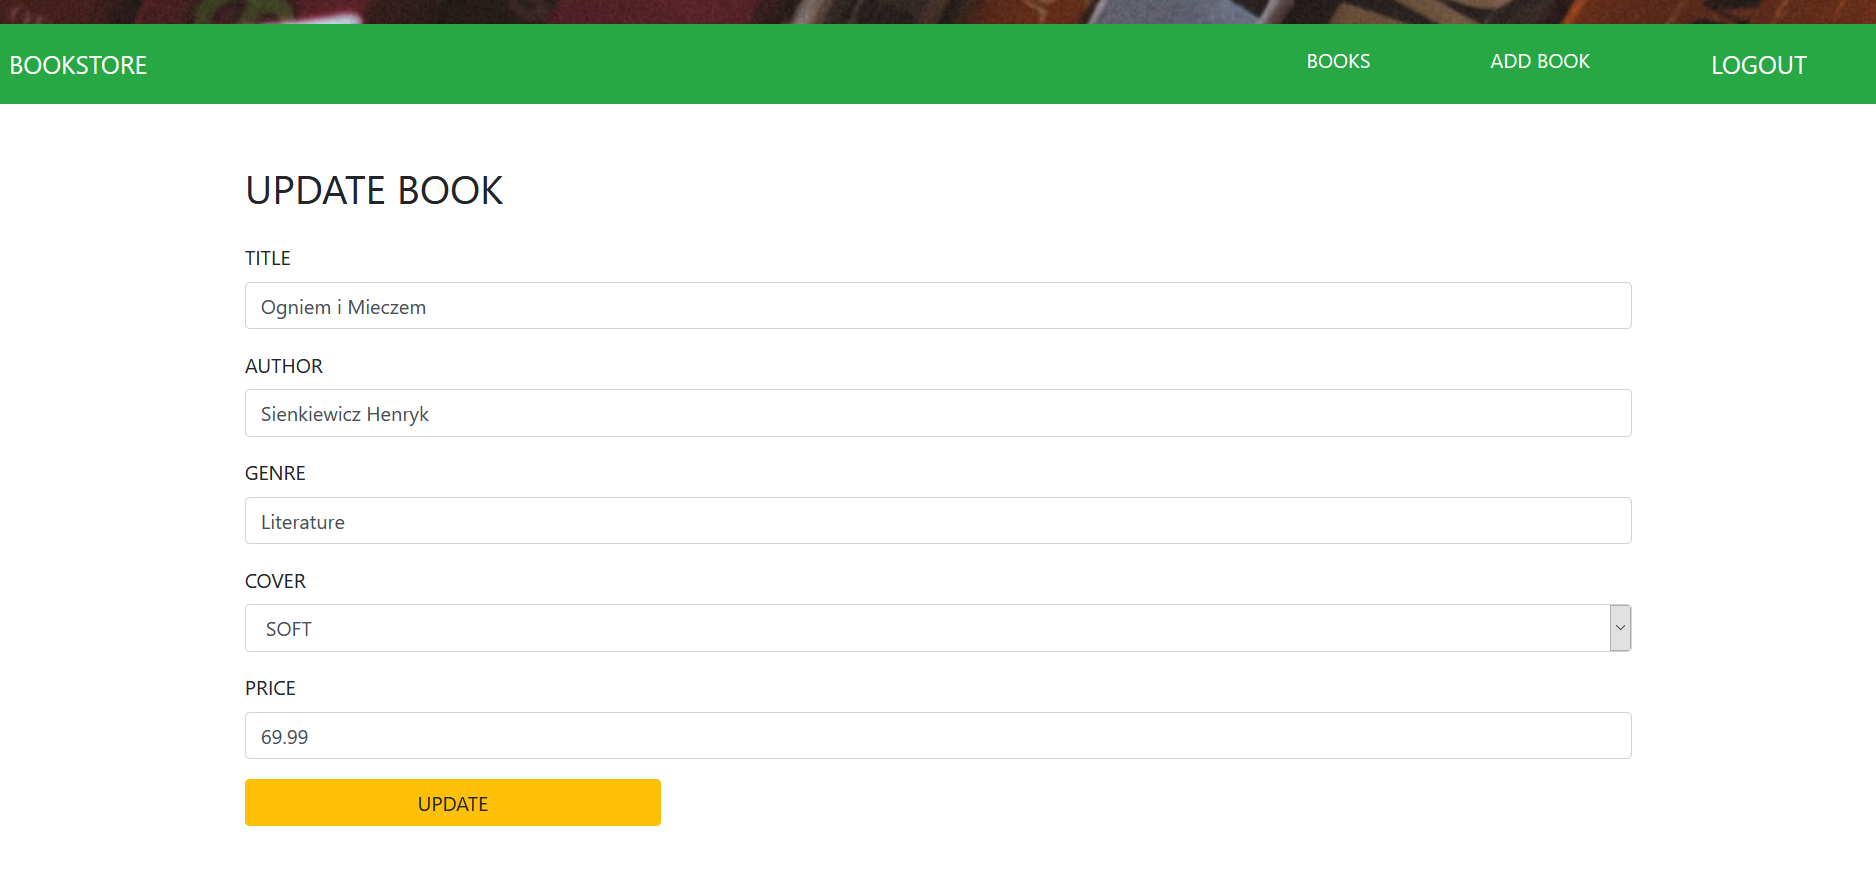 BOOKSTORE BOOKS ADD BOOK LOGOUT
UPDATE BOOK
TITLE
Ogniem i Mieczem
AUTHOR
Sienkiewicz Henryk
GENRE
Literature
COVER
SOFT
PRICE
69.99
UPDATE